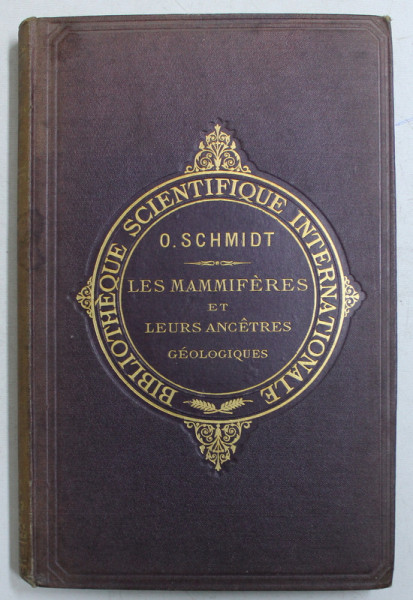 BIBLIOTHÈQUE SCIENTIFIQUE INTERNATIONALE
O. SCHMIDT
LES MAMMIFÈRES
ET
LEURS ANCÊTRES
GÉOLOGIQUES